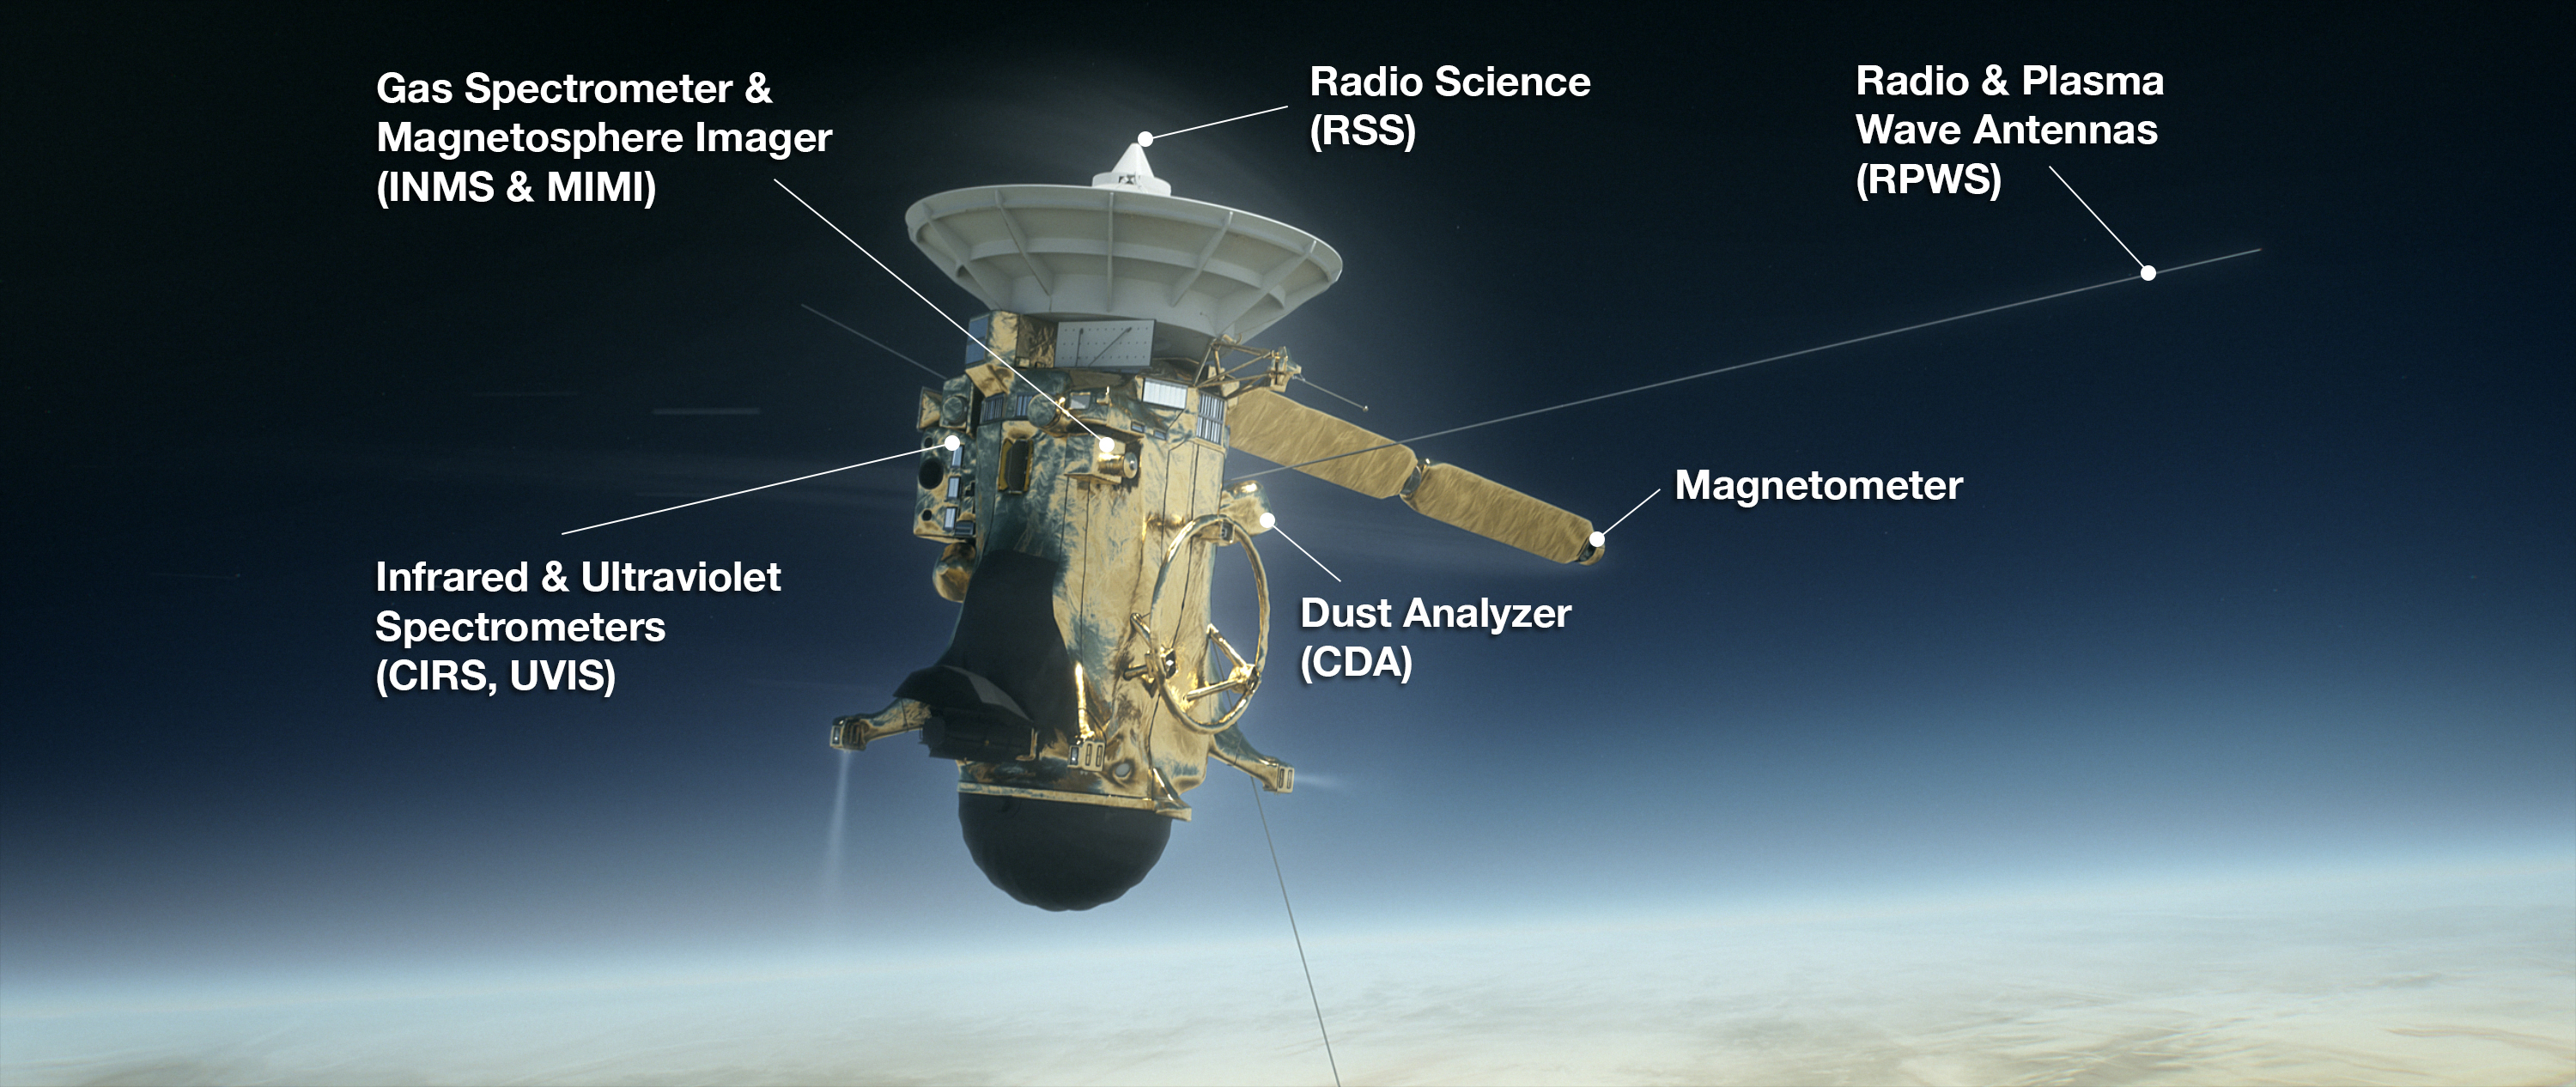 Gas Spectrometer &
Magnetosphere Imager
(INMS & MIMI)
Radio Science
(RSS)
Radio & Plasma
Wave Antennas
(RPWS)
Infrared & Ultraviolet
Spectrometers
(CIRS, UVIS)
Dust Analyzer
(CDA)
Magnetometer